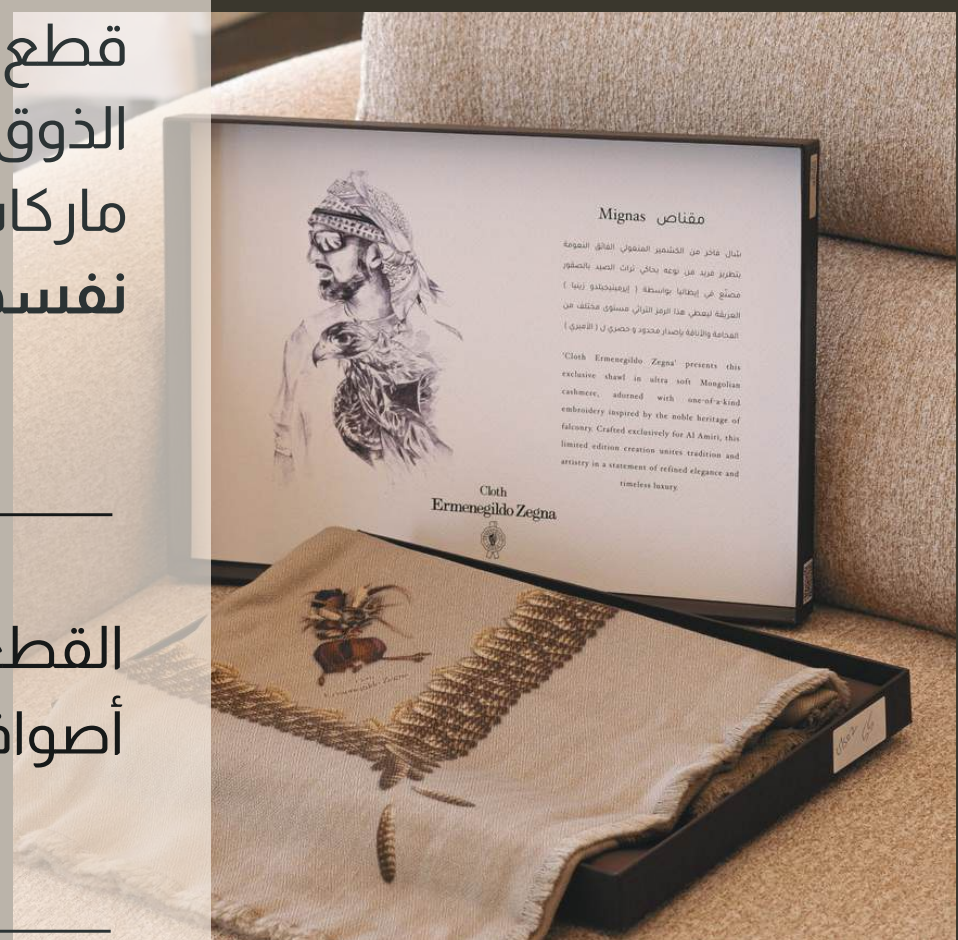 قطع
الذوق
نفس
القط
مقناص Mignas
شال فاخر من الكشمير المنغولي الفائق النعومة
بتطريز فريد من نوعه يحاكي تراث الصيد بالصقور
مصنّع في إيطاليا بواسطة ( إيرمينيجيلدو زينيا )
العريقة ليعطي هذا الرمز التراثي مستوى مختلف من
الفخامة والأناقة بإصدار محدود و حصري ل ( الأميري )
'Cloth Ermenegildo Zegna' presents this
exclusive shawl in ultra soft Mongolian
cashmere, adorned with one-of-a-kind
embroidery inspired by the noble heritage of
falconry. Crafted exclusively for Al Amiri, this
limited edition creation unites tradition and
artistry in a statement of refined elegance and
timeless luxury.
Cloth
Ermenegildo Zegna
Ermenegildo Zegna